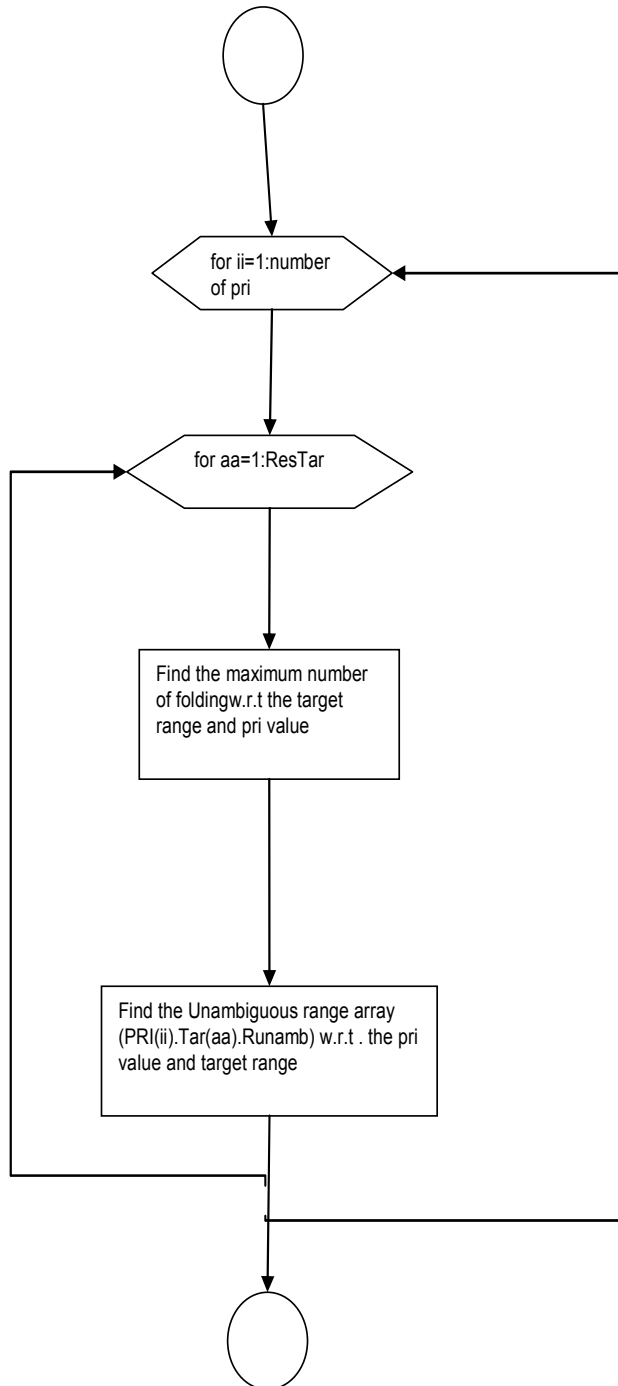 for ii=1:number
of pri
for aa=1:ResTar
Find the maximum number
of foldingw.r.t the target
range and pri value
Find the Unambiguous range array
(PRI(ii).Tar(aa).Runamb) w.r.t . the pri
value and target range